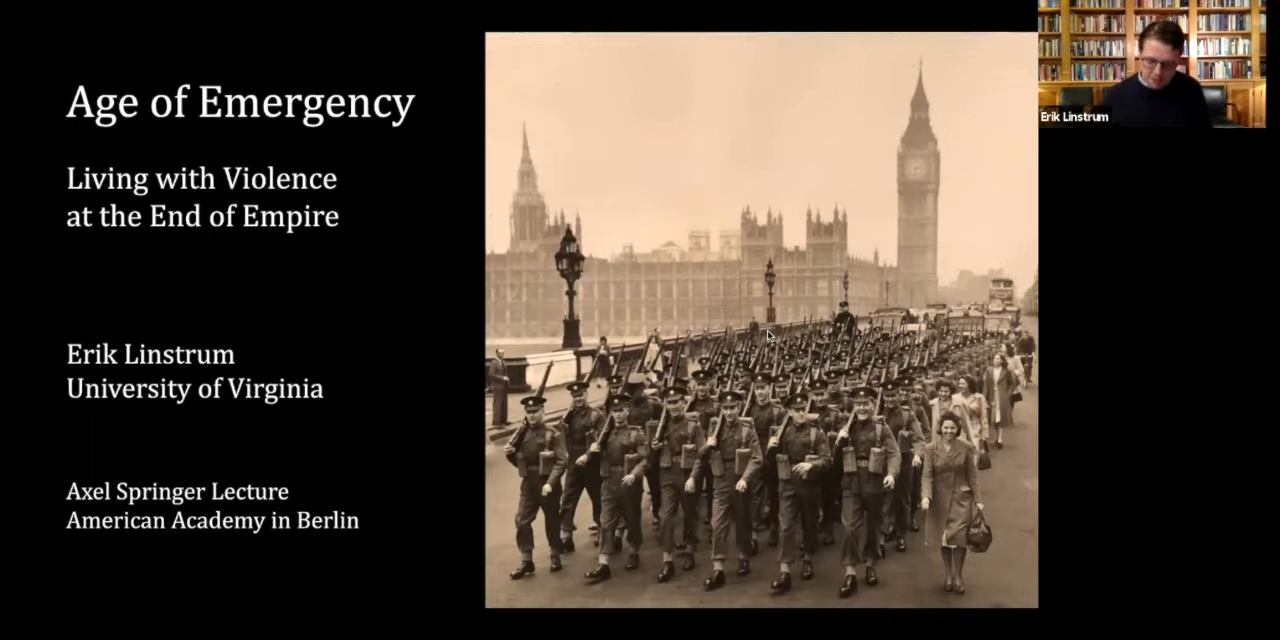 Age of Emergency
Living with Violence
at the End of Empire
Erik Linstrum
University of Virginia
Axel Springer Lecture
American Academy in Berlin
Erik Linstrum